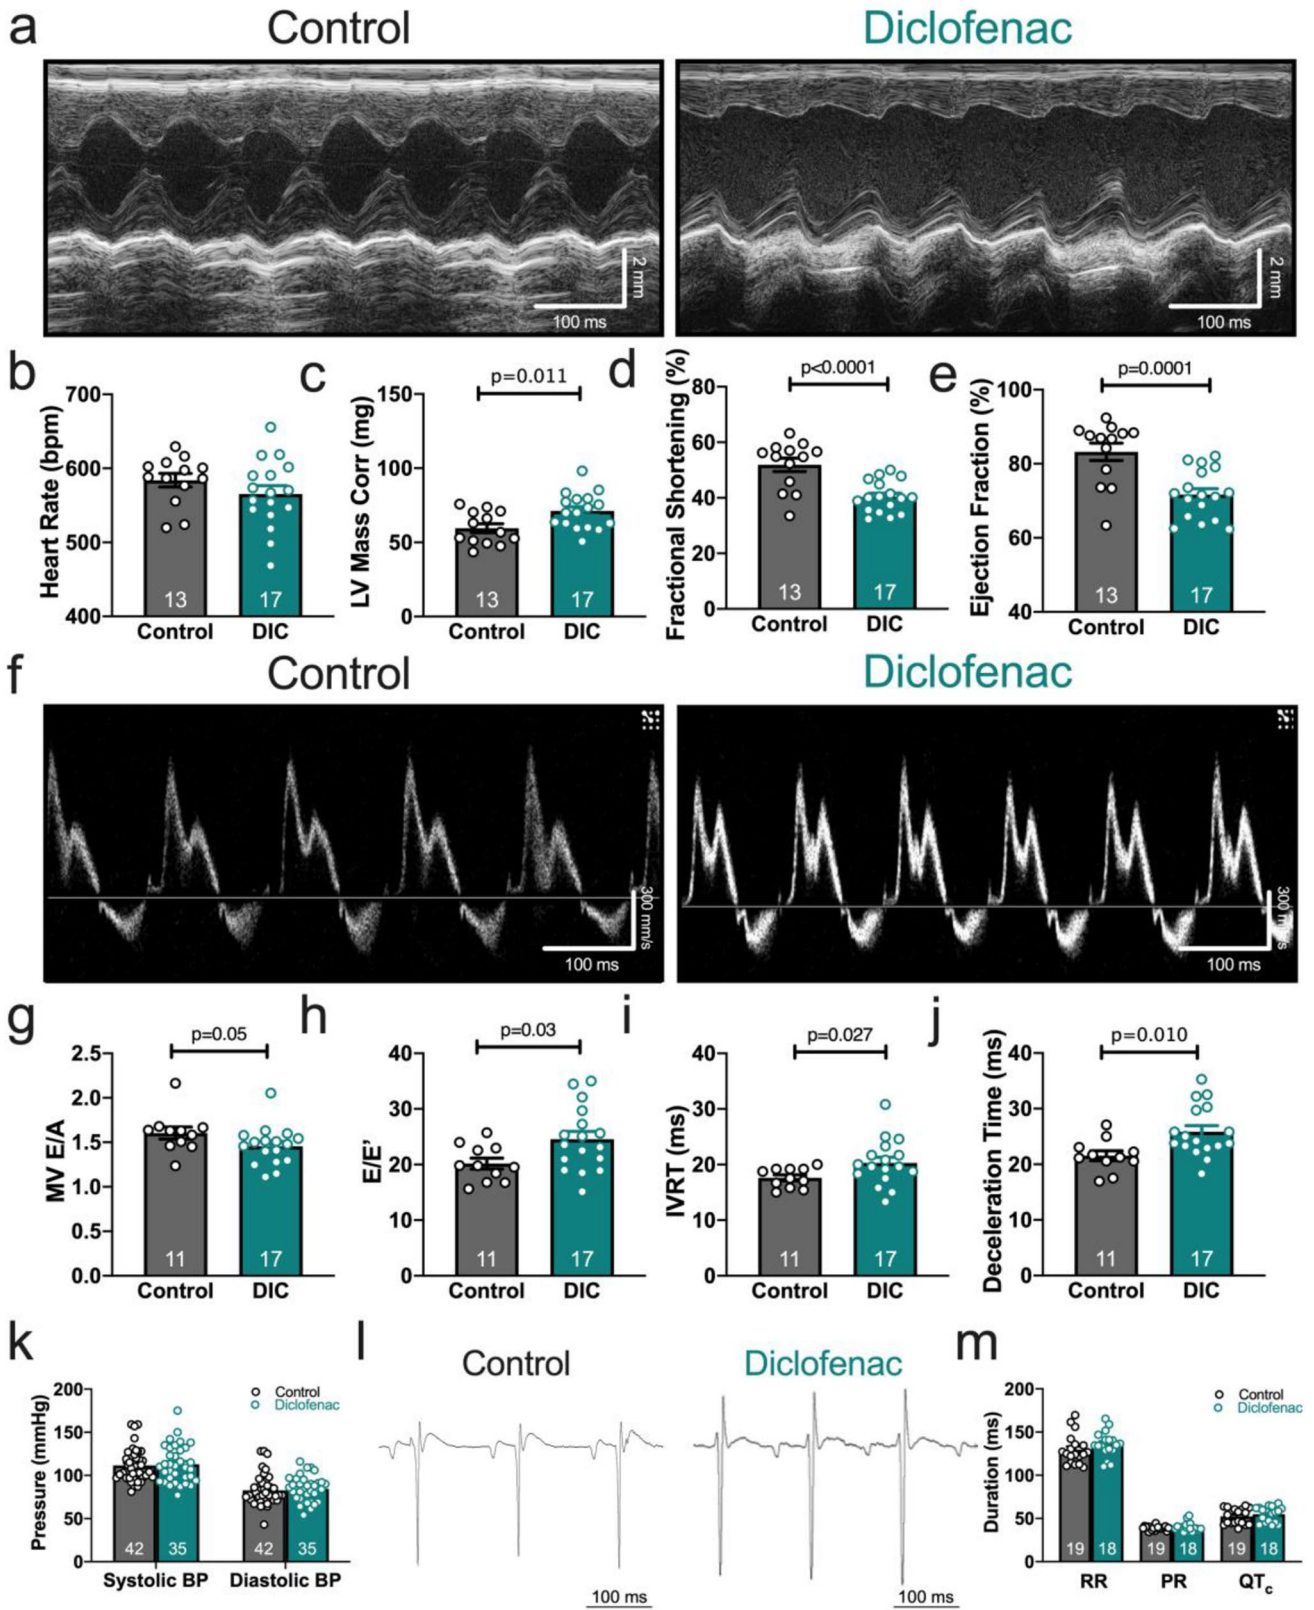 a
Control
Diclofenac
2 mm
100 ms
2 mm
100 ms
b
Heart Rate (bpm)
700
600
500
400
13
17
Control
DIC
c
LV Mass Corr (mg)
p=0.011
150
100
50
0
13
17
Control
DIC
d
Fractional Shortening (%)
p<0.0001
80
60
40
20
0
13
17
Control
DIC
e
Ejection Fraction (%)
p=0.0001
100
80
60
40
13
17
Control
DIC
f
Control
Diclofenac
300 mm/s
100 ms
100 ms
g
MV E/A
p=0.05
2.5
2.0
1.5
1.0
0.5
0.0
11
17
Control
DIC
h
E/E’
p=0.03
40
30
20
10
0
11
17
Control
DIC
i
IVRT (ms)
p=0.027
40
30
20
10
0
11
17
Control
DIC
j
Deceleration Time (ms)
p=0.010
40
30
20
10
0
11
17
Control
DIC
k
Pressure (mmHg)
200
150
100
50
0
Control
Diclofenac
42
35
42
35
Systolic BP
Diastolic BP
l
Control
Diclofenac
100 ms
100 ms
m
Duration (ms)
200
150
100
50
0
Control
Diclofenac
19
18
19
18
19
18
RR
PR
QTc